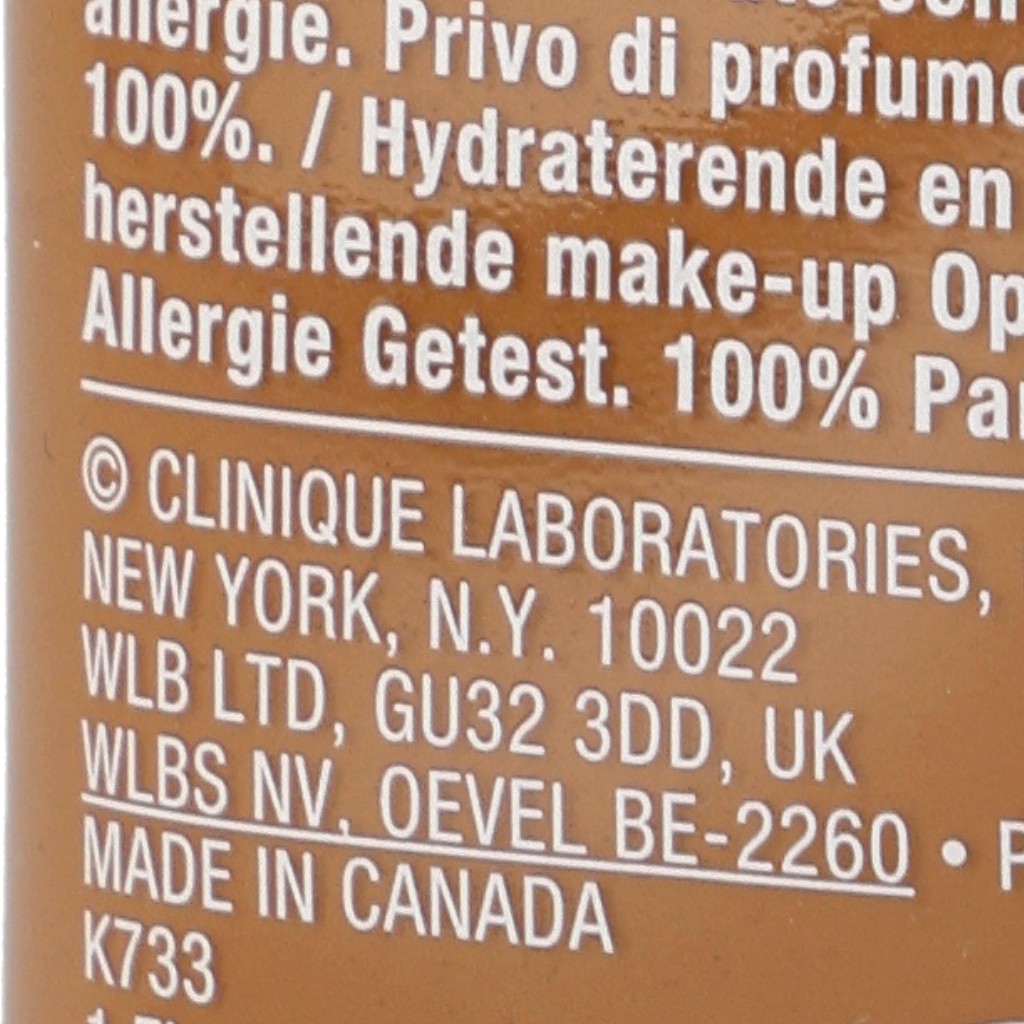 allergie. Privo di profumo
100%. / Hydraterende en
herstellende make-up Op
Allergie Getest. 100% Par
© CLINIQUE LABORATORIES,
NEW YORK, N.Y. 10022
WLB LTD, GU32 3DD, UK
WLBS NV, OEVEL BE-2260 • P
MADE IN CANADA
K733